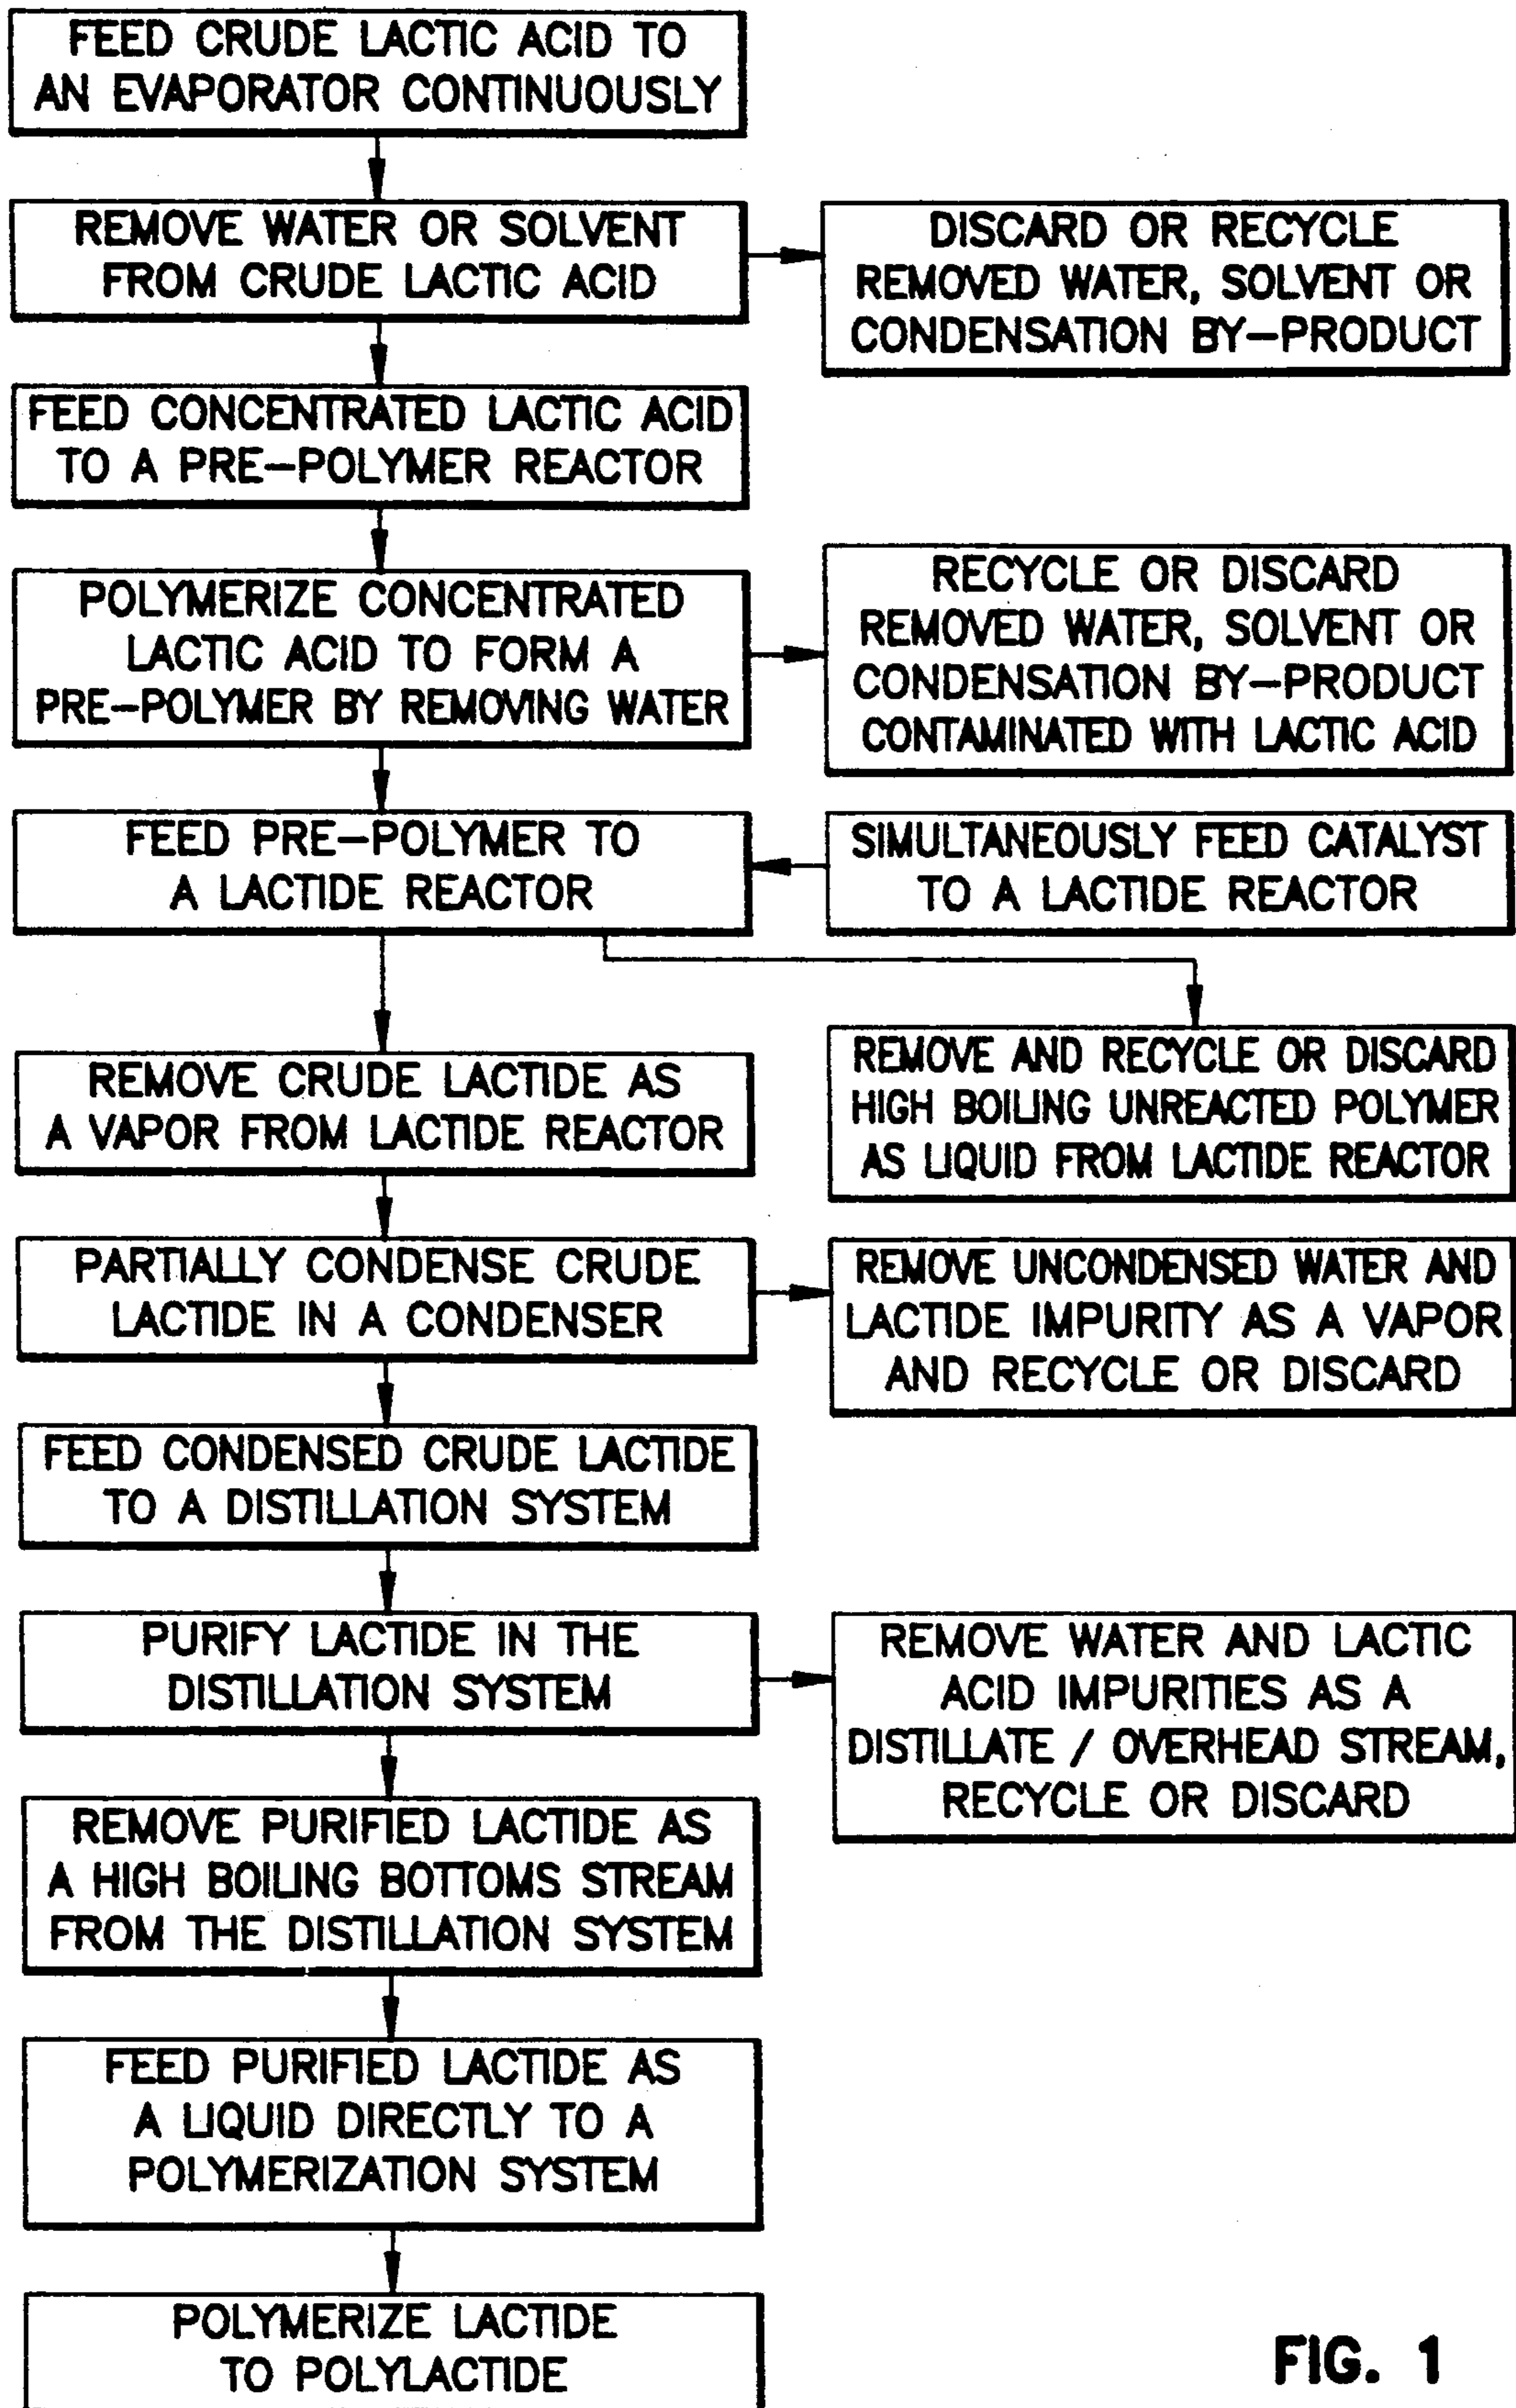 FEED CRUDE LACTIC ACID TO
AN EVAPORATOR CONTINUOUSLY
REMOVE WATER OR SOLVENT
FROM CRUDE LACTIC ACID
DISCARD OR RECYCLE
REMOVED WATER, SOLVENT OR
CONDENSATION BY-PRODUCT
FEED CONCENTRATED LACTIC ACID
TO A PRE-POLYMER REACTOR
POLYMERIZE CONCENTRATED
LACTIC ACID TO FORM A
PRE-POLYMER BY REMOVING WATER
RECYCLE OR DISCARD
REMOVED WATER, SOLVENT OR
CONDENSATION BY-PRODUCT
CONTAMINATED WITH LACTIC ACID
FEED PRE-POLYMER TO
A LACTIDE REACTOR
SIMULTANEOUSLY FEED CATALYST
TO A LACTIDE REACTOR
REMOVE CRUDE LACTIDE AS
A VAPOR FROM LACTIDE REACTOR
REMOVE AND RECYCLE OR DISCARD
HIGH BOILING UNREACTED POLYMER
AS LIQUID FROM LACTIDE REACTOR
PARTIALLY CONDENSE CRUDE
LACTIDE IN A CONDENSER
REMOVE UNCONDENSED WATER AND
LACTIDE IMPURITY AS A VAPOR
AND RECYCLE OR DISCARD
FEED CONDENSED CRUDE LACTIDE
TO A DISTILLATION SYSTEM
PURIFY LACTIDE IN THE
DISTILLATION SYSTEM
REMOVE WATER AND LACTIC
ACID IMPURITIES AS A
DISTILLATE / OVERHEAD STREAM,
RECYCLE OR DISCARD
REMOVE PURIFIED LACTIDE AS
A HIGH BOILING BOTTOMS STREAM
FROM THE DISTILLATION SYSTEM
FEED PURIFIED LACTIDE AS
A LIQUID DIRECTLY TO A
POLYMERIZATION SYSTEM
POLYMERIZE LACTIDE
TO POLYLACTIDE
FIG. 1